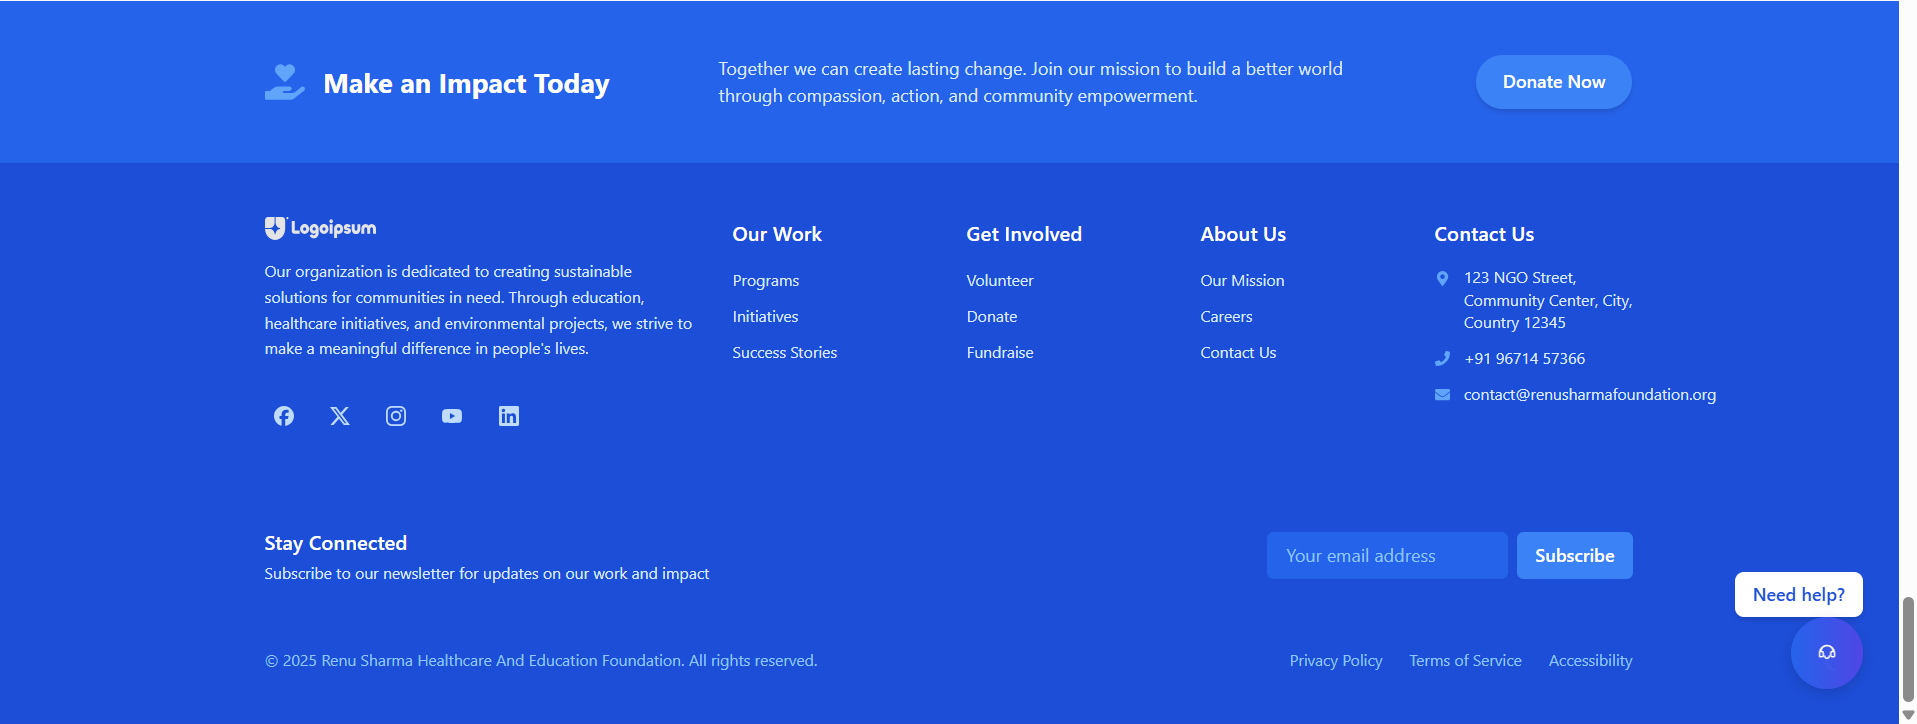 Make an Impact Today
Together we can create lasting change. Join our mission to build a better world
through compassion, action, and community empowerment.
Donate Now
Logoipsum
Our organization is dedicated to creating sustainable
solutions for communities in need. Through education,
healthcare initiatives, and environmental projects, we strive to
make a meaningful difference in people's lives.
Our Work
Programs
Initiatives
Success Stories
Get Involved
Volunteer
Donate
Fundraise
About Us
Our Mission
Careers
Contact Us
Contact Us
123 NGO Street,
Community Center, City,
Country 12345
+91 96714 57366
contact@renusharmafoundation.org
Stay Connected
Subscribe to our newsletter for updates on our work and impact
Your email address
Subscribe
Need help?
© 2025 Renu Sharma Healthcare And Education Foundation. All rights reserved.
Privacy Policy
Terms of Service
Accessibility